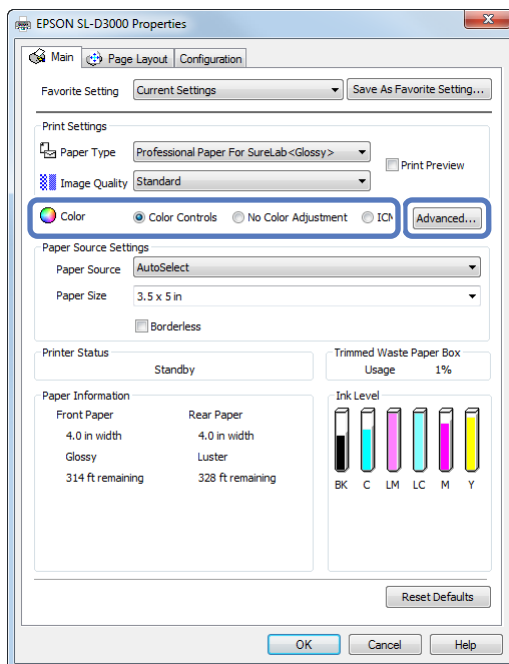 EPSON SL-D3000 Properties
Main Page Layout Configuration
Favorite Setting Current Settings Save As Favorite Setting...
Print Settings
Paper Type Professional Paper For SureLab<Glossy> Print Preview
Image Quality Standard
Color Color Controls No Color Adjustment Advanced...
Paper Source Settings
Paper Source AutoSelect
Paper Size 3.5 x 5 in
Borderless
Printer Status Trimmed Waste Paper Box
Standby Usage 1%
Paper Information Ink Level
Front Paper Rear Paper
4.0 in width 4.0 in width
Glossy Luster
314 ft remaining 328 ft remaining
BK C LM LC M Y
Reset Defaults
OK Cancel Help